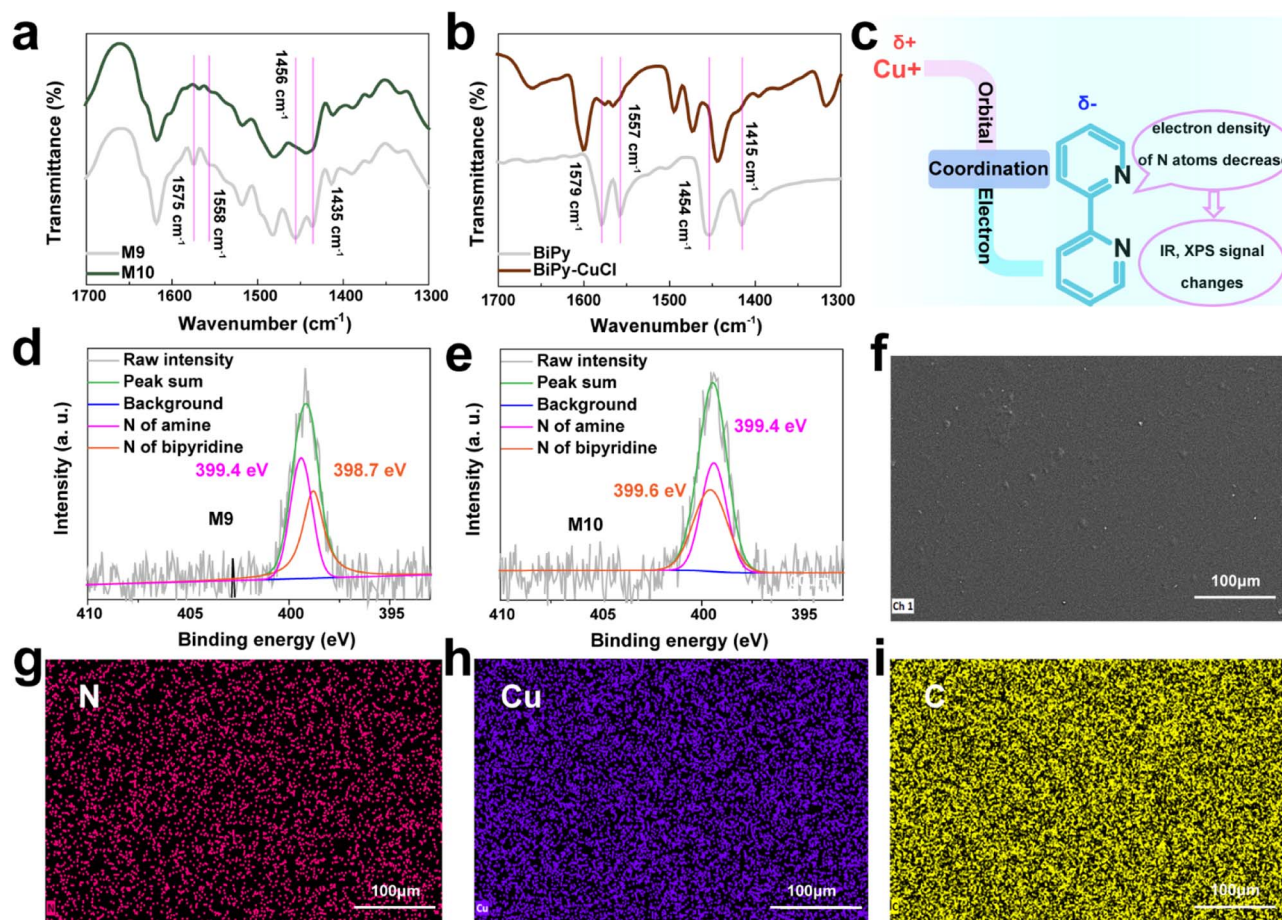 a
Transmittance (%)
1456 cm⁻¹
1575 cm⁻¹
1558 cm⁻¹
1435 cm⁻¹
M9
M10
1700 1600 1500 1400 1300
Wavenumber (cm⁻¹)
b
Transmittance (%)
1557 cm⁻¹
1415 cm⁻¹
1579 cm⁻¹
1454 cm⁻¹
BiPy
BiPy-CuCl
1700 1600 1500 1400 1300
Wavenumber (cm⁻¹)
c
δ+
Cu+
Orbital
Coordination
Electron
δ-
N
N
electron density
of N atoms decrease
IR, XPS signal
changes
d
Intensity (a. u.)
Raw intensity
Peak sum
Background
N of amine
N of bipyridine
399.4 eV
398.7 eV
M9
410 405 400 395
Binding energy (eV)
e
Intensity (a. u.)
Raw intensity
Peak sum
Background
N of amine
N of bipyridine
399.4 eV
399.6 eV
M10
410 405 400 395
Binding energy (eV)
f
Ch 1
100μm
g
N
100μm
h
Cu
Cu
100μm
i
C
100μm